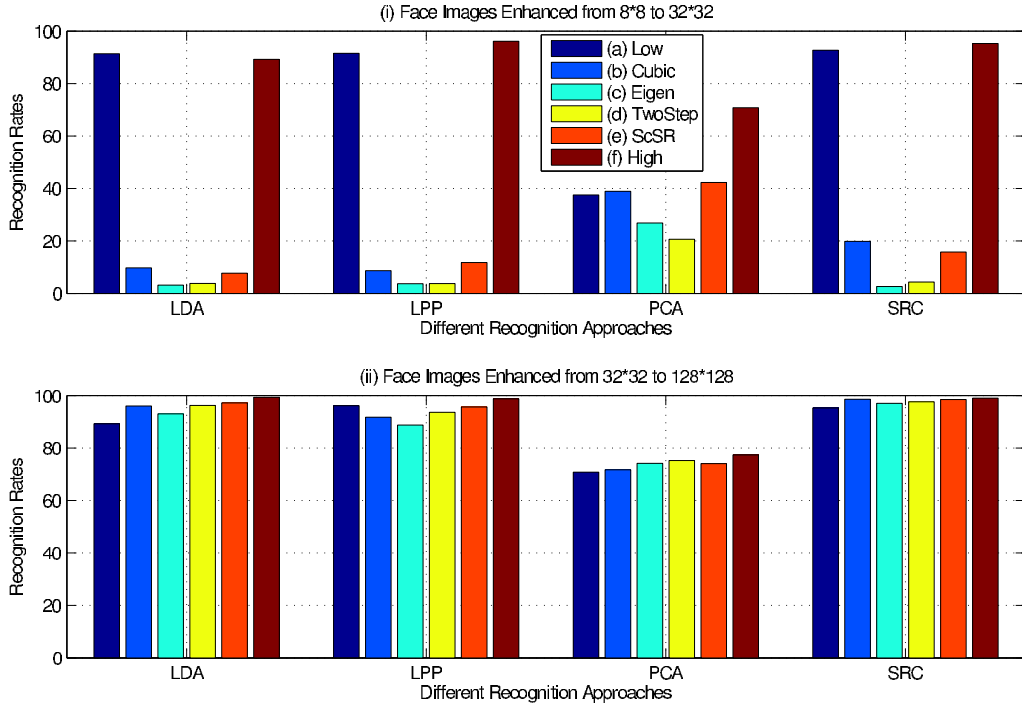 (i) Face Images Enhanced from 8*8 to 32*32
Recognition Rates
100
80
60
40
20
0
(a) Low
(b) Cubic
(c) Eigen
(d) TwoStep
(e) ScSR
(f) High
LDA LPP PCA SRC
Different Recognition Approaches
(ii) Face Images Enhanced from 32*32 to 128*128
Recognition Rates
100
80
60
40
20
0
LDA LPP PCA SRC
Different Recognition Approaches